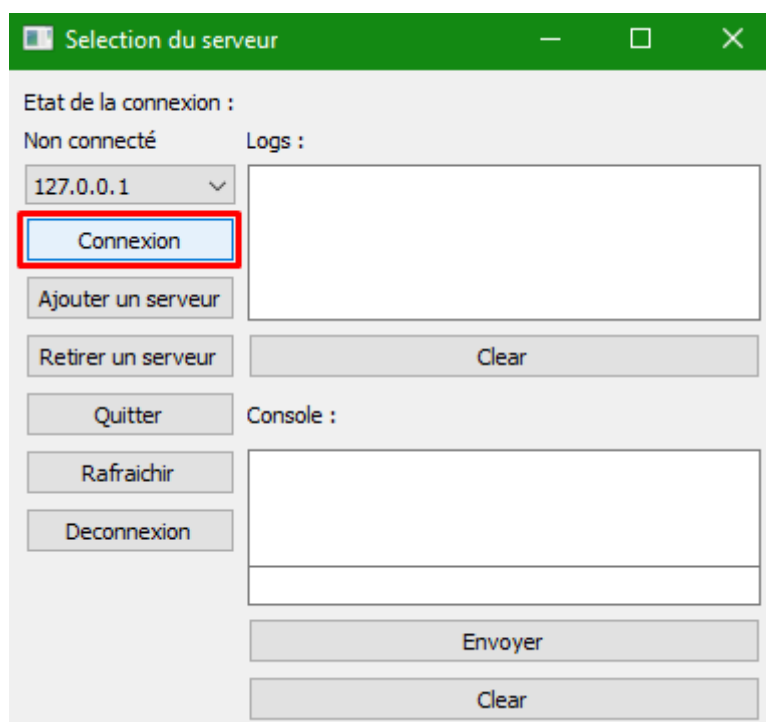 Selection du serveur
Etat de la connexion :
Non connecté
Logs :
127.0.0.1
Connexion
Ajouter un serveur
Retirer un serveur
Clear
Quitter
Console :
Rafraichir
Deconnexion
Envoyer
Clear